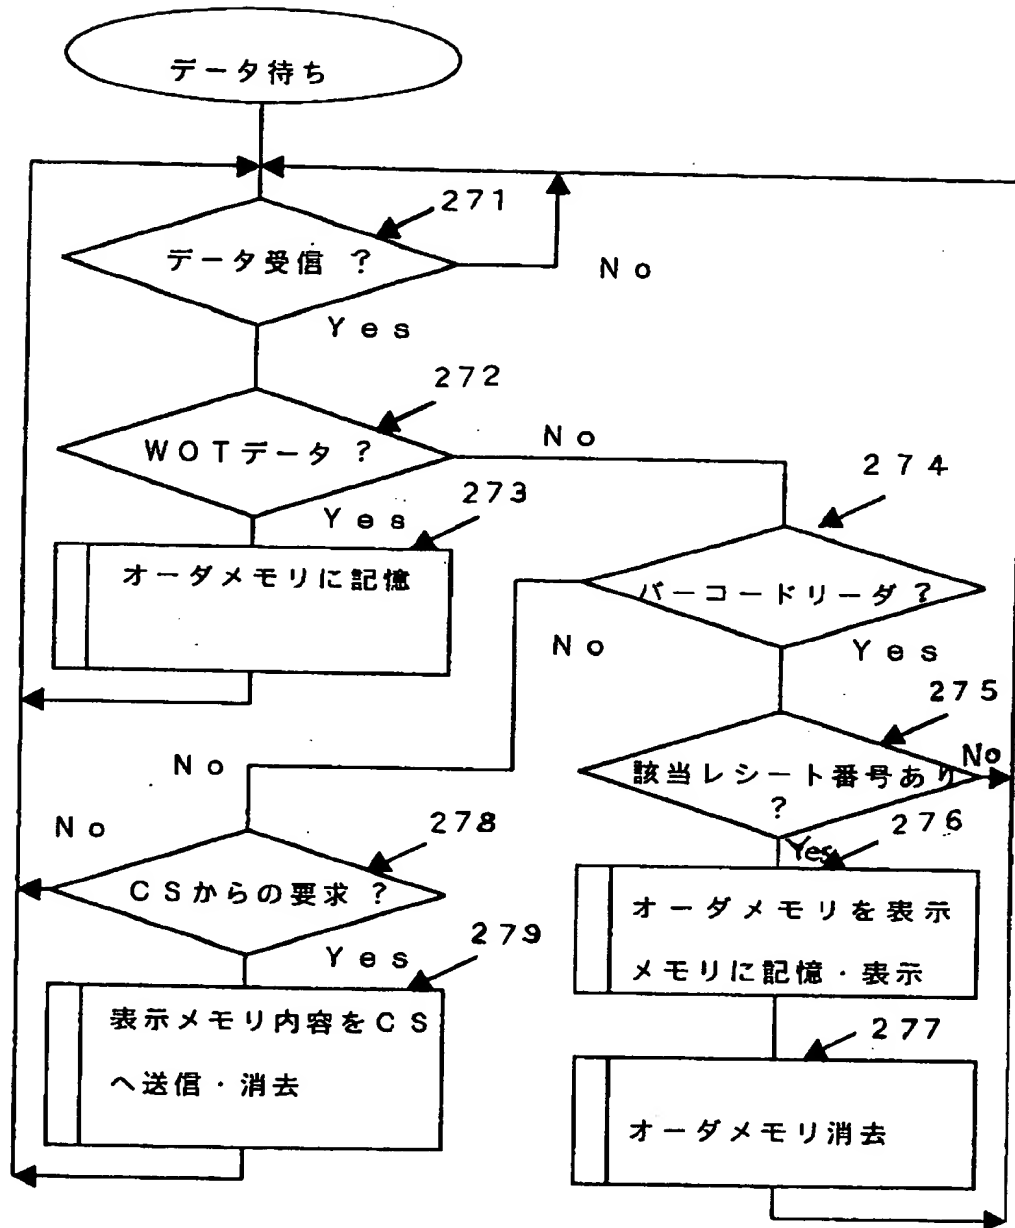 データ待ち
271
データ受信 ?
No
Yes
272
WOTデータ ?
No
274
273
Yes
オーダメモリに記憶
バーコードリーダ ?
No
Yes
275
No
該当レシート番号あり
?
No
No
278
276
Yes
CSからの要求 ?
オーダメモリを表示
メモリに記憶・表示
279
Yes
表示メモリ内容をCS
へ送信・消去
277
オーダメモリ消去